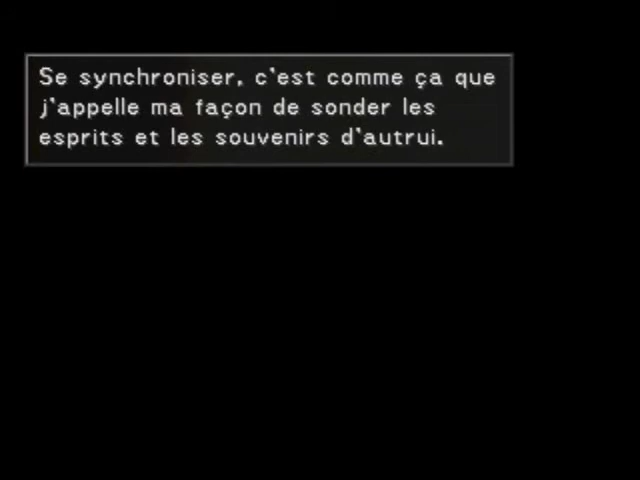 Se synchroniser, c'est comme ça que
j'appelle ma façon de sonder les
esprits et les souvenirs d'autrui.